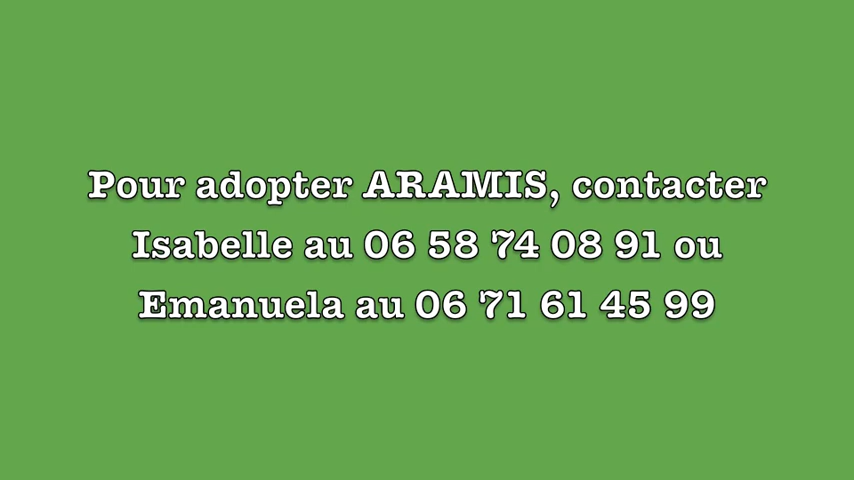 Pour adopter ARAMIS, contacter
Isabelle au 06 58 74 08 91 ou
Emanuela au 06 71 61 45 99